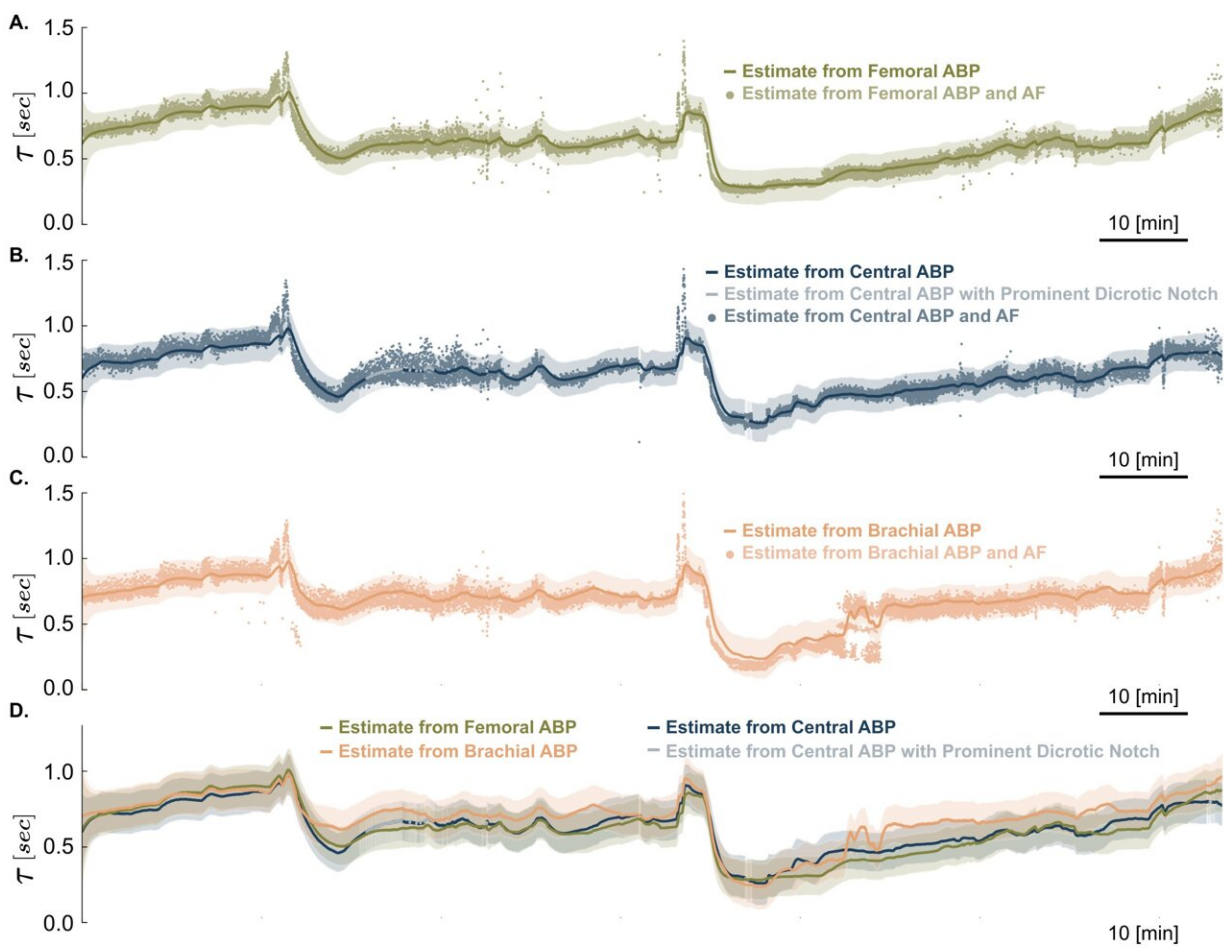 A.
1.5
1.0
0.5
0.0
τ [sec]
Estimate from Femoral ABP
Estimate from Femoral ABP and AF
10 [min]
B.
1.5
1.0
0.5
0.0
τ [sec]
Estimate from Central ABP
Estimate from Central ABP with Prominent Dicrotic Notch
Estimate from Central ABP and AF
10 [min]
C.
1.5
1.0
0.5
0.0
τ [sec]
Estimate from Brachial ABP
Estimate from Brachial ABP and AF
10 [min]
D.
1.0
0.5
0.0
τ [sec]
Estimate from Femoral ABP
Estimate from Brachial ABP
Estimate from Central ABP
Estimate from Central ABP with Prominent Dicrotic Notch
10 [min]